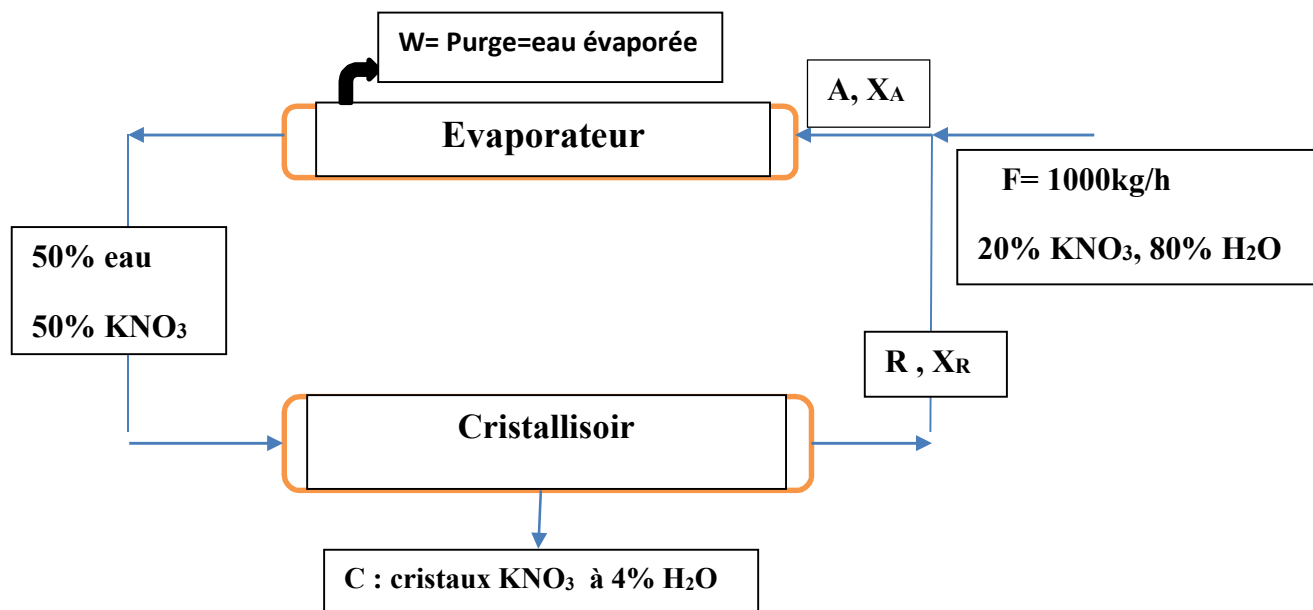 W= Purge=eau évaporée
A, XA
Evaporateur
F= 1000kg/h
20% KNO3, 80% H2O
50% eau
50% KNO3
R , XR
Cristallisoir
C : cristaux KNO3 à 4% H2O